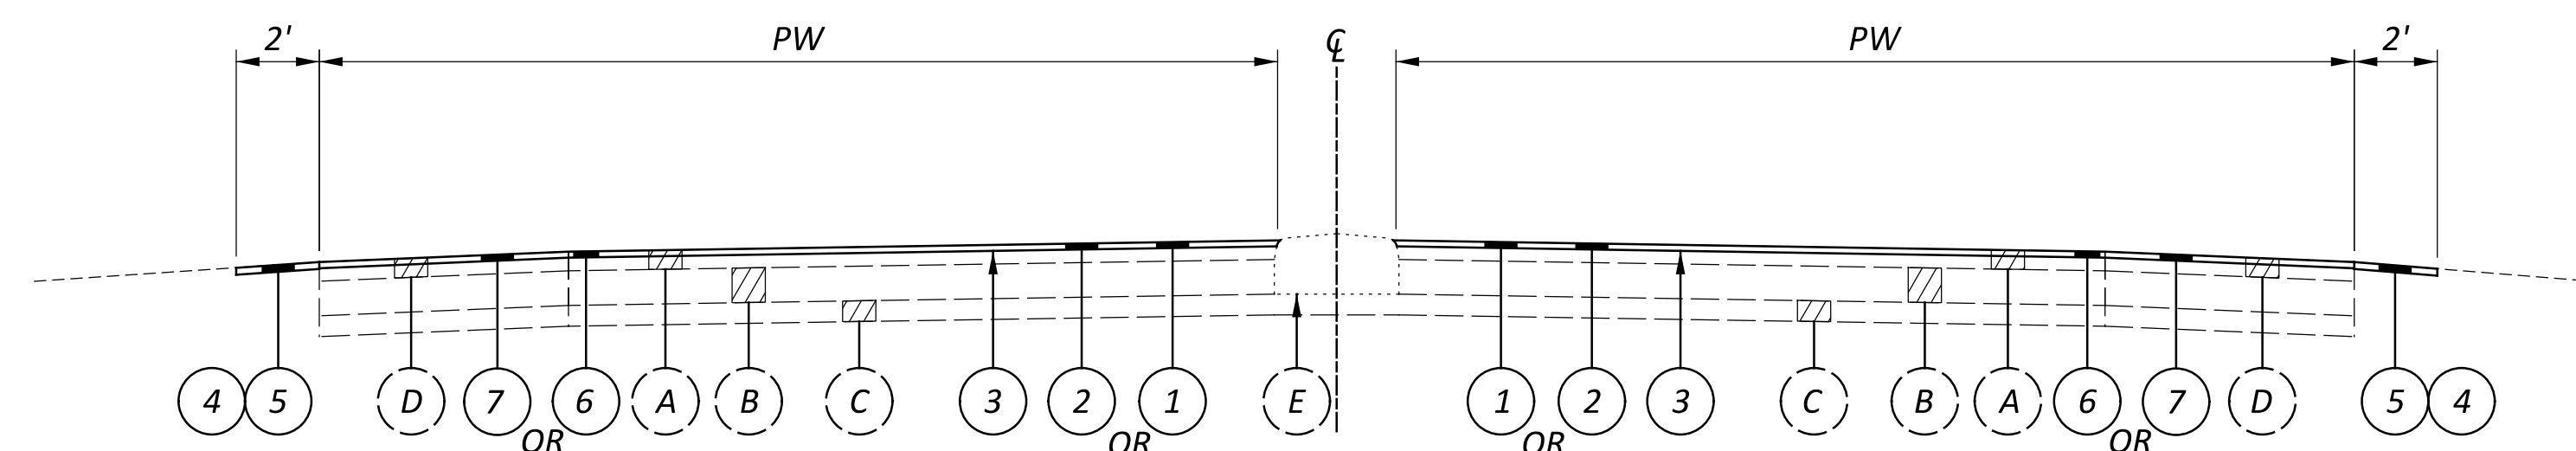 2' PW ℄ PW 2'
4 5 D 7 6 A B C 3 2 1 E 1 2 3 C B A 6 7 D 5 4
OR OR OR OR